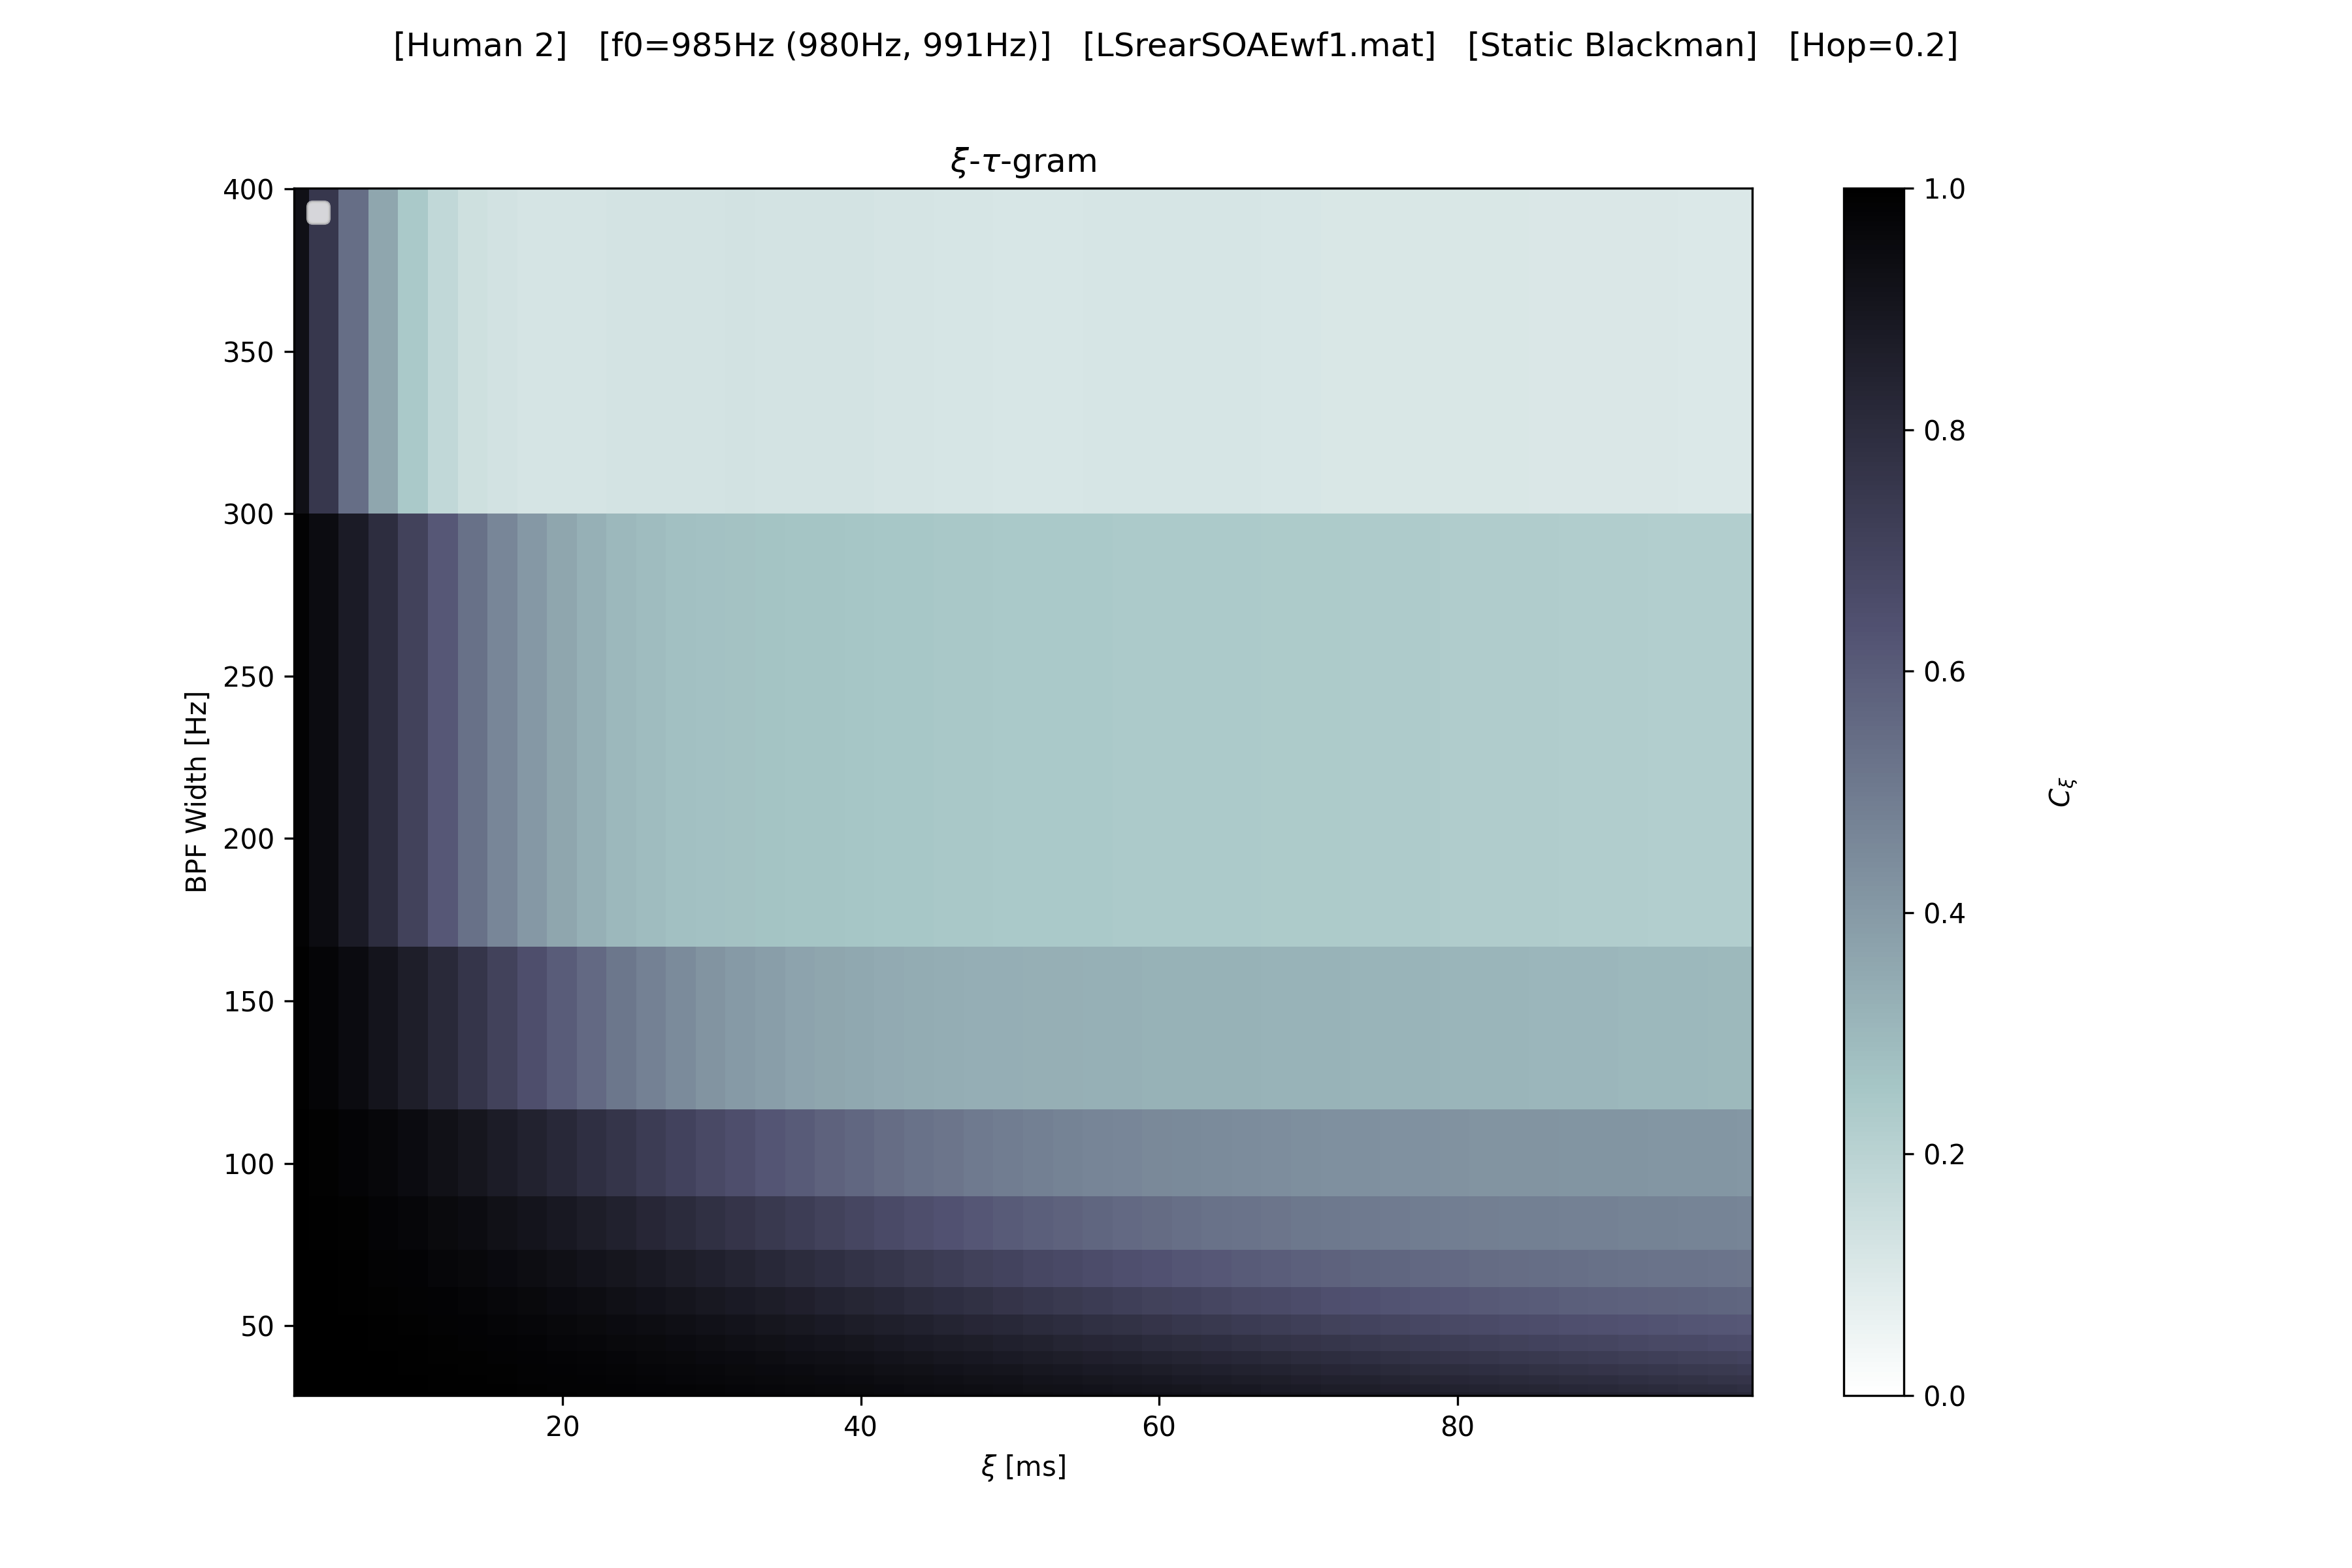 [Human 2]   [f0=985Hz (980Hz, 991Hz)]   [LSrearSOAEwf1.mat]   [Static Blackman]   [Hop=0.2]
ξ-τ-gram
400
350
300
250
200
150
100
50
BPF Width [Hz]
20 40 60 80
ξ [ms]
1.0
0.8
0.6
0.4
0.2
0.0
C_ξ